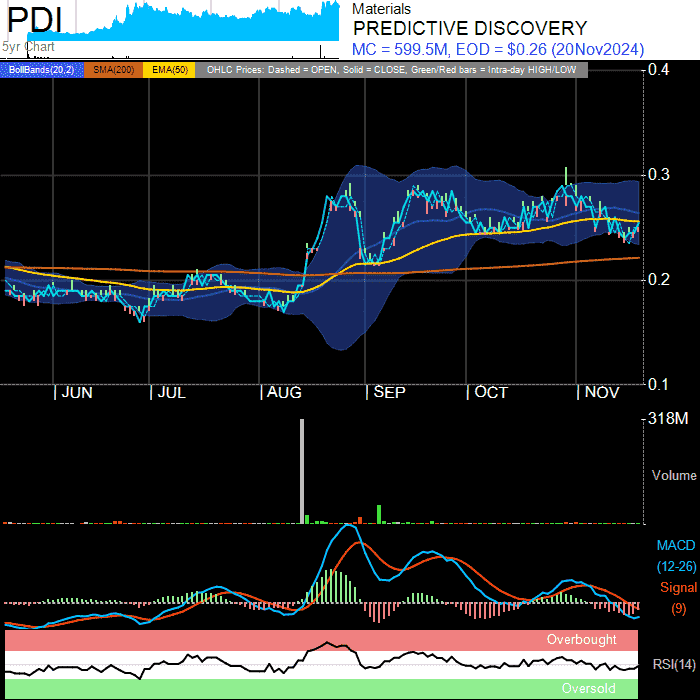 PDI
5yr Chart
Materials
PREDICTIVE DISCOVERY
MC = 599.5M, EOD = $0.26 (20Nov2024)
BollBands(20,2) SMA(200) EMA(50) OHLC Prices: Dashed = OPEN, Solid = CLOSE, Green/Red bars = Intra-day HIGH/LOW
0.4
0.3
0.2
0.1
| JUN | JUL | AUG | SEP | OCT | NOV
318M
Volume
MACD
(12-26)
Signal
(9)
Overbought
RSI(14)
Oversold